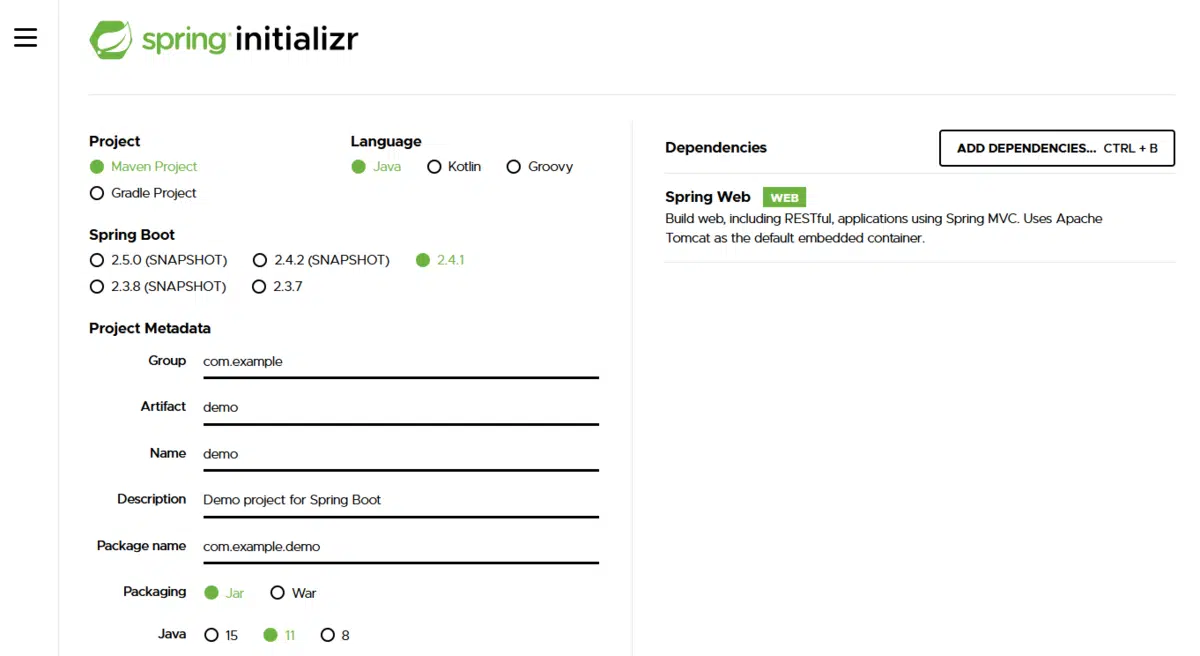 spring initializr
Project
Maven Project
Gradle Project
Language
Java Kotlin Groovy
Spring Boot
2.5.0 (SNAPSHOT) 2.4.2 (SNAPSHOT) 2.4.1
2.3.8 (SNAPSHOT) 2.3.7
Project Metadata
Group com.example
Artifact demo
Name demo
Description Demo project for Spring Boot
Package name com.example.demo
Packaging Jar War
Java 15 11 8
Dependencies ADD DEPENDENCIES... CTRL + B
Spring Web WEB
Build web, including RESTful, applications using Spring MVC. Uses Apache
Tomcat as the default embedded container.